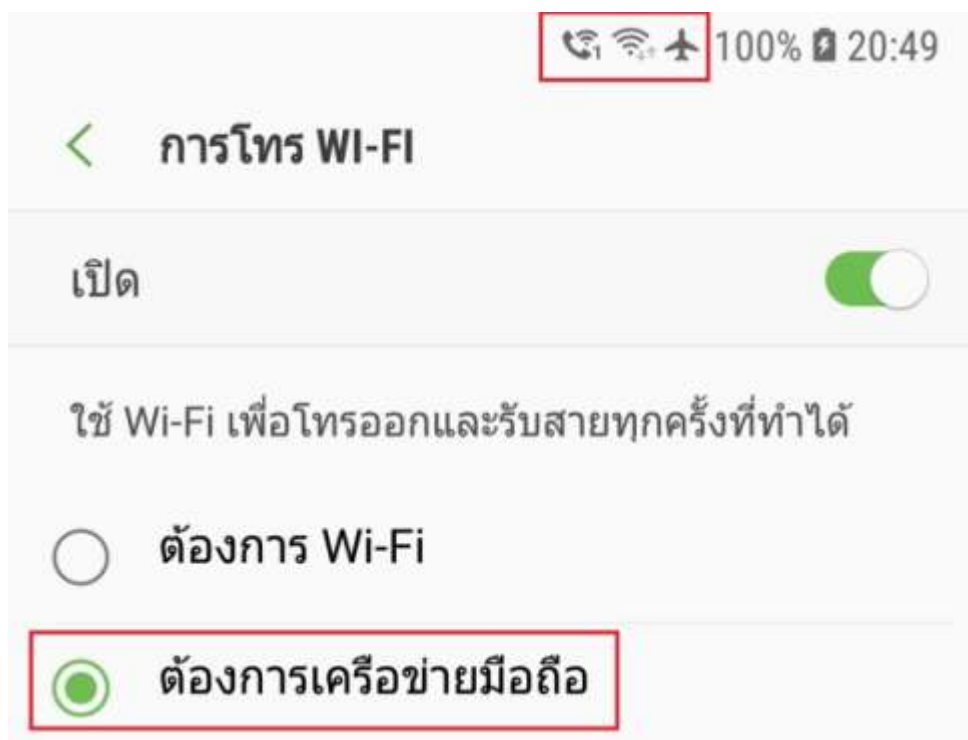 1 100% 20:49
การโทร WI-FI
เปิด
ใช้ Wi-Fi เพื่อโทรออกและรับสายทุกครั้งที่ทำได้
ต้องการ Wi-Fi
ต้องการเครือข่ายมือถือ